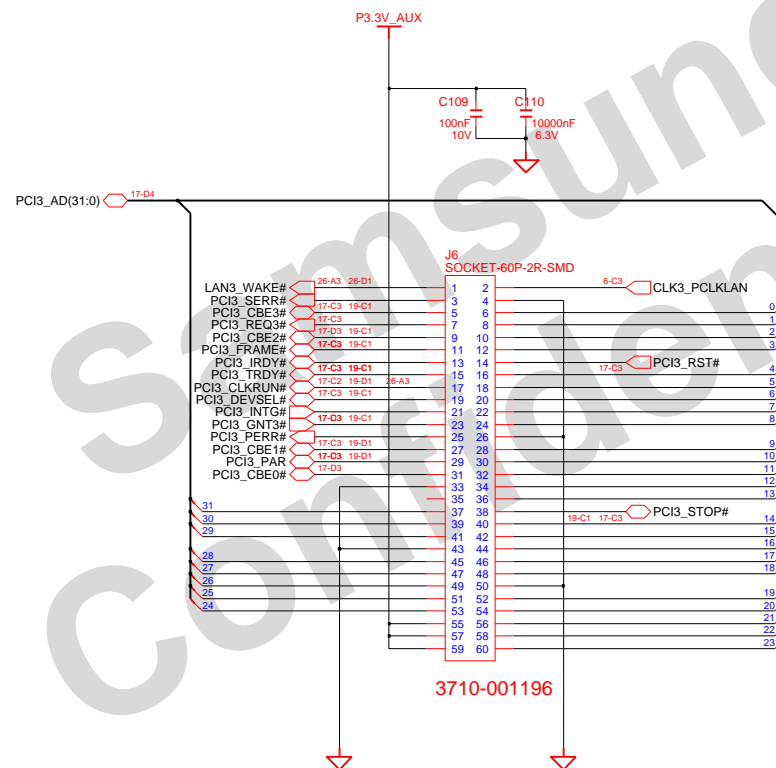 P3.3V_AUX
C109
C110
100nF
10000nF
10V
6.3V
PCI3_AD(31:0) 17-D4
J6
SOCKET-60P-2R-SMD
LAN3_WAKE# 26-A3 26-D1 1 2 6-C3 CLK3_PCLKLAN
PCI3_SERR# 3 4
PCI3_CBE3# 17-C3 19-C1 5 6 0
PCI3_REQ3# 17-C3 7 8 1
PCI3_CBE2# 17-D3 19-C1 9 10 2
PCI3_FRAME# 17-C3 19-C1 11 12 3
PCI3_IRDY# 13 14 17-C3 PCI3_RST#
PCI3_TRDY# 17-C3 19-C1 15 16 4
PCI3_CLKRUN# 17-C2 19-D1 26-A3 17 18 5
PCI3_DEVSEL# 17-C3 19-C1 19 20 6
PCI3_INTG# 21 22 7
PCI3_GNT3# 17-D3 19-C1 23 24 8
PCI3_PERR# 25 26
PCI3_CBE1# 17-C3 19-D1 27 28 9
PCI3_PAR 17-D3 19-D1 29 30 10
PCI3_CBE0# 17-D3 31 32 11
33 34 12
35 36 13
31 37 38 19-C1 17-C3 PCI3_STOP#
30 39 40 14
29 41 42 15
43 44 16
28 45 46 17
27 47 48 18
26 49 50
25 51 52 19
24 53 54 20
55 56 21
57 58 22
59 60 23
3710-001196
Samsung
Confiden